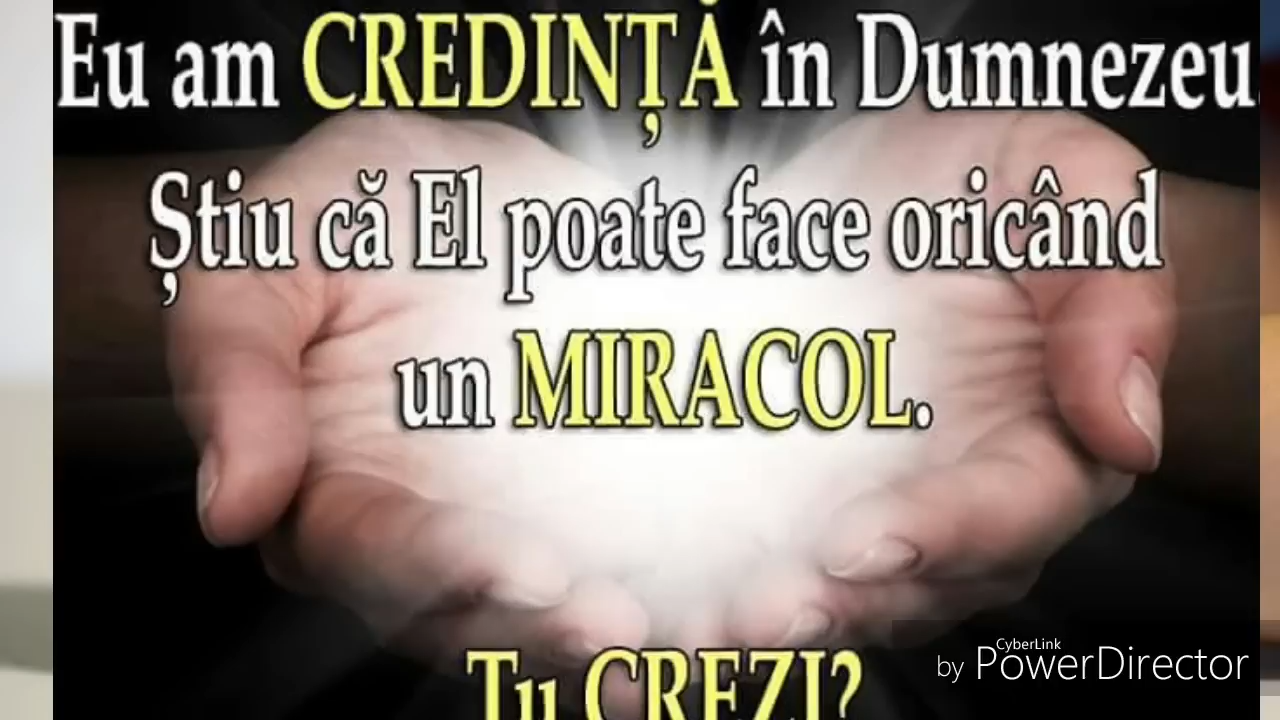 Eu am CREDINȚĂ în Dumnezeu.
Știu că El poate face oricând
un MIRACOL.
Tu CREZI?
CyberLink
by PowerDirector